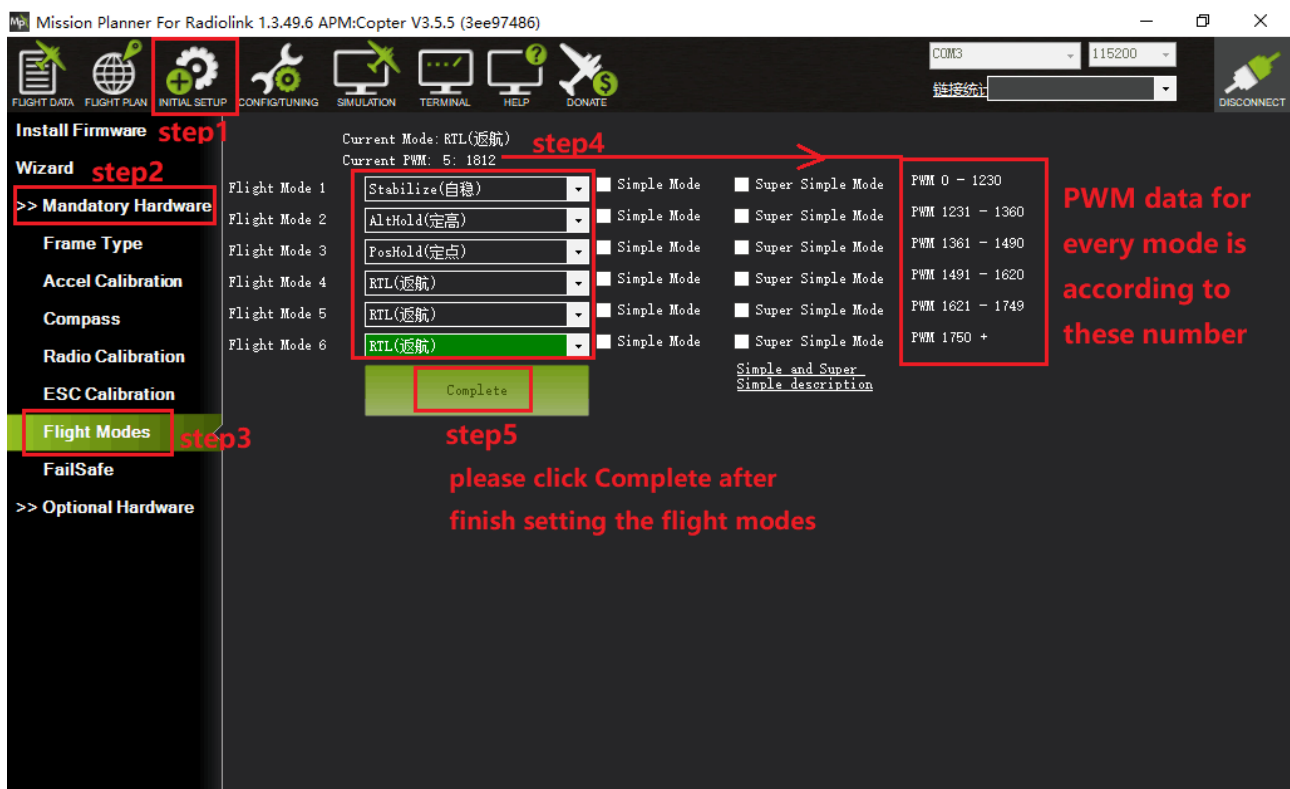 Mission Planner For Radiolink 1.3.49.6 APM:Copter V3.5.5 (3ee97486)
FLIGHT DATA FLIGHT PLAN INITIAL SETUP CONFIG/TUNING SIMULATION TERMINAL HELP DONATE
COM3 115200
链接统计
DISCONNECT
Install Firmware step1
Wizard step2
>> Mandatory Hardware
Frame Type
Accel Calibration
Compass
Radio Calibration
ESC Calibration
Flight Modes step3
FailSafe
>> Optional Hardware
Current Mode: RTL(返航) step4
Current PWM: 5: 1812
Flight Mode 1 Stabilize(自稳) Simple Mode Super Simple Mode PWM 0 - 1230
Flight Mode 2 AltHold(定高) Simple Mode Super Simple Mode PWM 1231 - 1360
Flight Mode 3 PosHold(定点) Simple Mode Super Simple Mode PWM 1361 - 1490
Flight Mode 4 RTL(返航) Simple Mode Super Simple Mode PWM 1491 - 1620
Flight Mode 5 RTL(返航) Simple Mode Super Simple Mode PWM 1621 - 1749
Flight Mode 6 RTL(返航) Simple Mode Super Simple Mode PWM 1750 +
Simple and Super
Simple description
Complete
PWM data for
every mode is
according to
these number
step5
please click Complete after
finish setting the flight modes